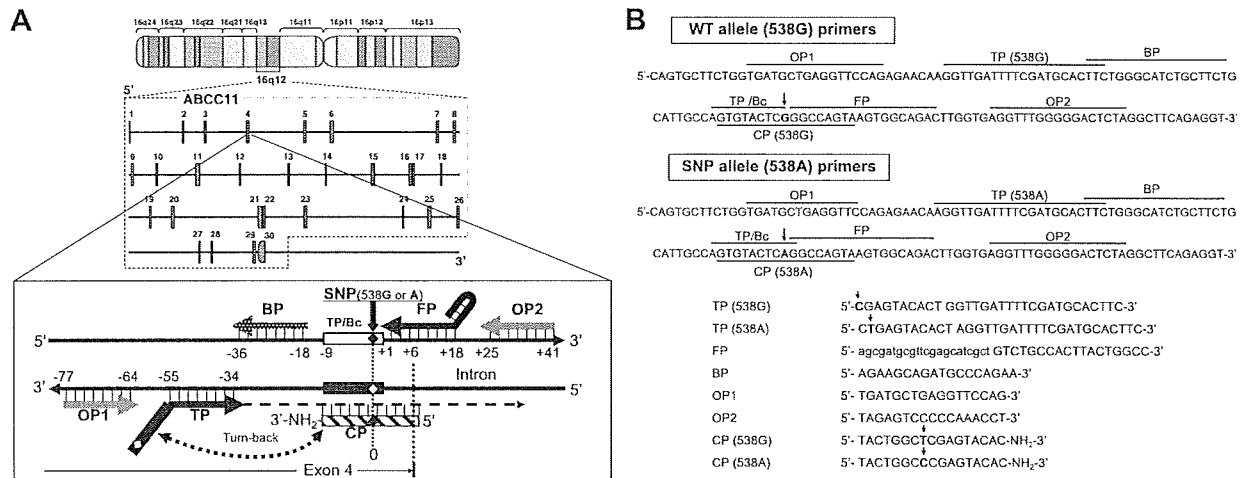 A
16q24 16q23 16q22 16q21 16q13 16q11 16p11 16p12 16p13
16q12
5'
ABCC11
1 2 3 4 5 6 7 8
9 10 11 12 13 14 15 16 17 18
19 20 21 22 23 24 25 26
27 28 29 30
3'
SNP(538G or A)
BP TP/Bc FP OP2
5' 3'
-36 -18 -9 +1 +6 +18 +25 +41
Intron
3' -77 -64 -55 -34 5'
OP1 TP
3'-NH2 CP 5'
Turn-back
0
Exon 4
B
WT allele (538G) primers
OP1 TP (538G) BP
5'-CAGTGCTTCTGGTGATGCTGAGGTTCCAGAGAACAAGGTTGATTTTCGATGCACTTCTGGGCATCTGCTTCTG
TP /Bc FP OP2
CATTGCCAGTGTACTCGGGCCAGTAAGTGGCAGACTTGGTGAGGTTTGGGGGACTCTAGGCTTCAGAGGT-3'
CP (538G)
SNP allele (538A) primers
OP1 TP (538A) BP
5'-CAGTGCTTCTGGTGATGCTGAGGTTCCAGAGAACAAGGTTGATTTTCGATGCACTTCTGGGCATCTGCTTCTG
TP/Bc FP OP2
CATTGCCAGTGTACTCAGGCCAGTAAGTGGCAGACTTGGTGAGGTTTGGGGGACTCTAGGCTTCAGAGGT-3'
CP (538A)
TP (538G) 5'-CGAGTACACT GGTTGATTTTCGATGCACTTC-3'
TP (538A) 5'- CTGAGTACACT AGGTTGATTTTCGATGCACTTC-3'
FP 5'- agcgatgcgttcgagcatcgct GTCTGCCACTTACTGGCC-3'
BP 5'- AGAAGCAGATGCCCAGAA-3'
OP1 5'- TGATGCTGAGGTTCCAG-3'
OP2 5'- TAGAGTCCCCCAAACCT-3'
CP (538G) 5'- TACTGGCTCGAGTACAC-NH2-3'
CP (538A) 5'- TACTGGCCCGAGTACAC-NH2-3'